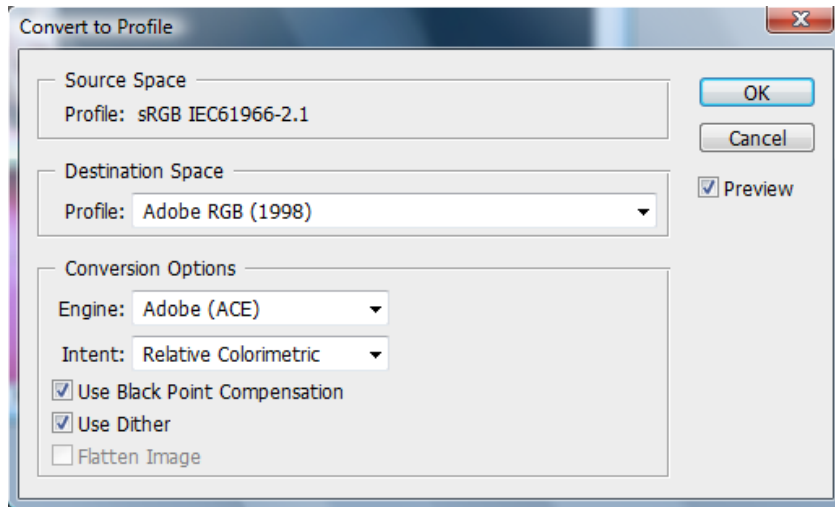 Convert to Profile
Source Space
Profile: sRGB IEC61966-2.1
OK
Cancel
Preview
Destination Space
Profile: Adobe RGB (1998)
Conversion Options
Engine: Adobe (ACE)
Intent: Relative Colorimetric
Use Black Point Compensation
Use Dither
Flatten Image